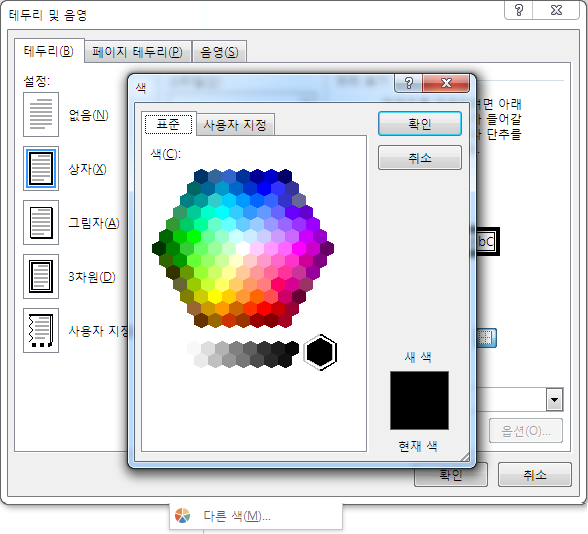 테두리 및 음영
테두리(B) 페이지 테두리(P) 음영(S)
설정:
없음(N)
상자(X)
그림자(A)
3차원(D)
사용자 지정
색
표준 사용자 지정
색(C):
확인
취소
새 색
현재 색
면 아래
들어갈
단추를
옵션(O)...
확인 취소
다른 색(M)...